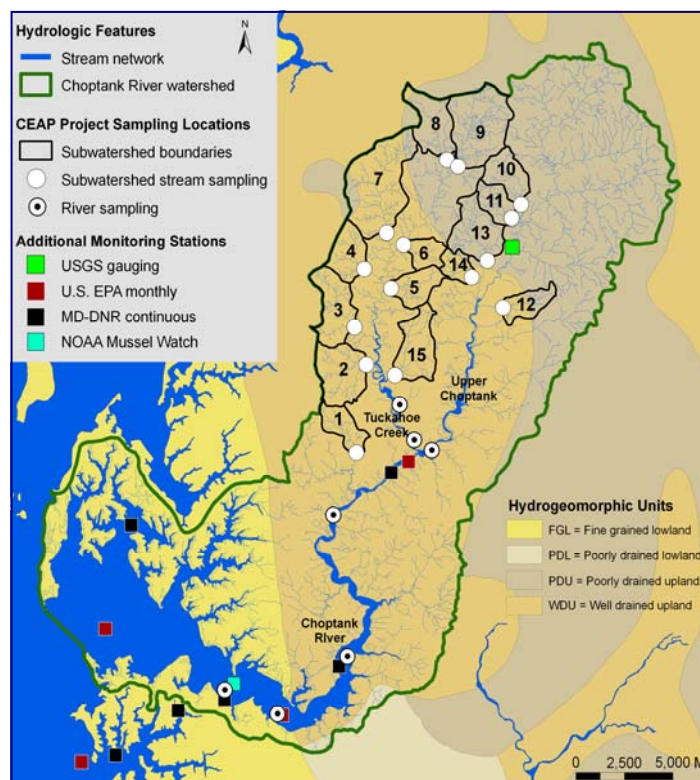 Hydrologic Features
N
Stream network
Choptank River watershed
CEAP Project Sampling Locations
Subwatershed boundaries
Subwatershed stream sampling
River sampling
Additional Monitoring Stations
USGS gauging
U.S. EPA monthly
MD-DNR continuous
NOAA Mussel Watch
8
9
10
7
11
13
4
6
14
5
12
3
15
2
Upper
Choptank
1
Tuckahoe
Creek
Hydrogeomorphic Units
FGL = Fine grained lowland
PDL = Poorly drained lowland
PDU = Poorly drained upland
WDU = Well drained upland
Choptank
River
0 2,500 5,000 M